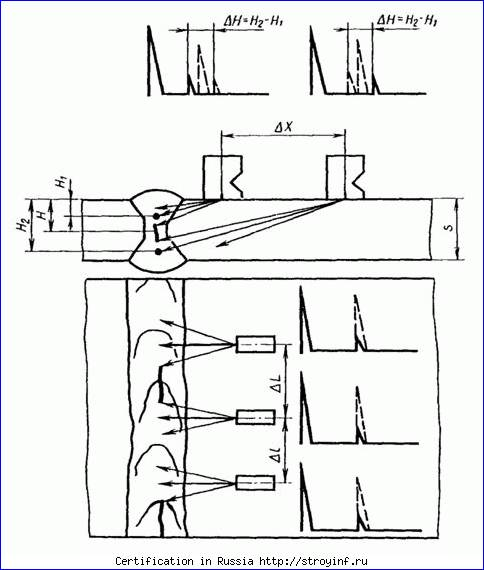 ΔH=H₂-H₁
ΔH=H₂-H₁
ΔX
H₁
H
H₂
S
ΔL
ΔL
Certification in Russia http://stroyinf.ru